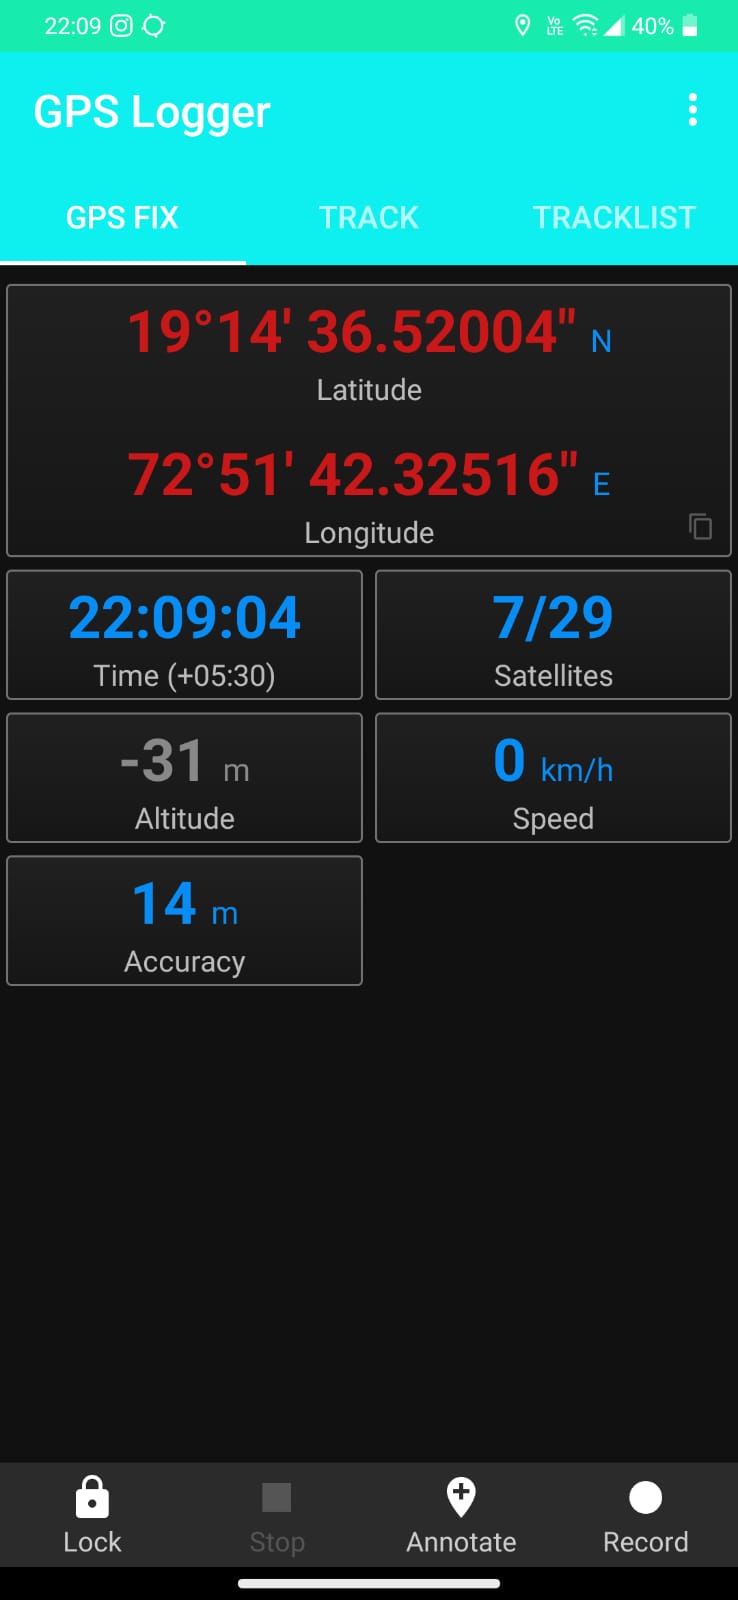 22:09 Vo LTE 40%
GPS Logger
GPS FIX TRACK TRACKLIST
19°14' 36.52004" N
Latitude
72°51' 42.32516" E
Longitude
22:09:04 7/29
Time (+05:30) Satellites
-31 m 0 km/h
Altitude Speed
14 m
Accuracy
Lock Stop Annotate Record